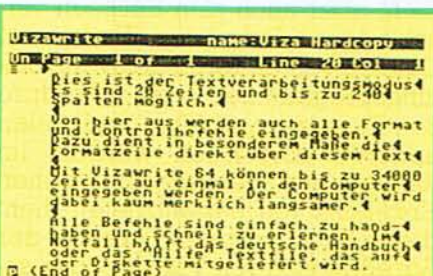 Vizawrite name:Viza Hardcopy
On Page 1 of 1 Line 20 Col 1
Dies ist der Textverarbeitungsmodus
Es sind 20 Zeilen und bis zu 240
Spalten möglich.
Von hier aus werden auch alle Format
und Controllbefehle eingegeben.
Dazu dient in besonderem Maße die
Formatzeile direkt über diesem Text
Mit Vizawrite 64 können bis zu 34000
Zeichen auf einmal in den Computer
eingegeben werden. Der Computer wird
dabei kaum merklich langsamer.
Alle Befehle sind einfach zu hand-
haben und schnell zu erlernen. Im
Notfall hilft das deutsche Handbuch
oder das "Hilfe" Textfile, das auf
der Diskette mitgeliefert wird.
(End of Page)